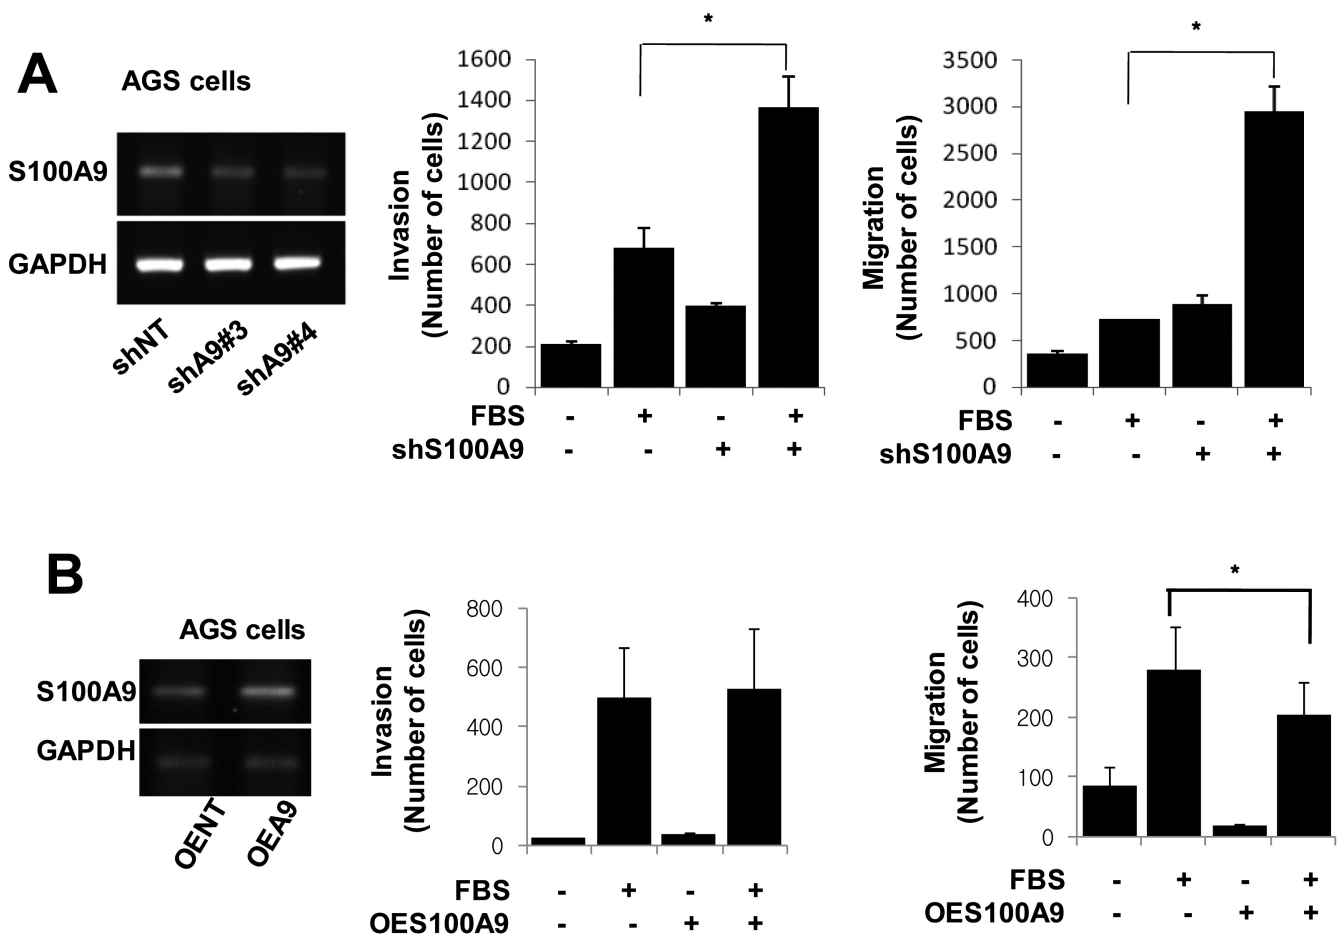 A
AGS cells
S100A9
GAPDH
shNT
shA9#3
shA9#4
*
Invasion
(Number of cells)
1600
1400
1200
1000
800
600
400
200
0
FBS - + - +
shS100A9 - - + +
*
Migration
(Number of cells)
3500
3000
2500
2000
1500
1000
500
0
FBS - + - +
shS100A9 - - + +
B
AGS cells
S100A9
GAPDH
OENT
OEA9
Invasion
(Number of cells)
800
600
400
200
0
FBS - + - +
OES100A9 - - + +
*
Migration
(Number of cells)
400
300
200
100
0
FBS - + - +
OES100A9 - - + +